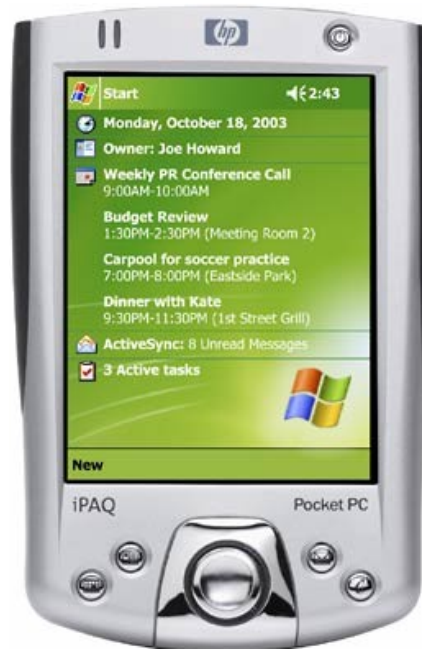 hp
Start 2:43
Monday, October 18, 2003
Owner: Joe Howard
Weekly PR Conference Call
9:00AM-10:00AM
Budget Review
1:30PM-2:30PM (Meeting Room 2)
Carpool for soccer practice
7:00PM-8:00PM (Eastside Park)
Dinner with Kate
9:30PM-11:30PM (1st Street Grill)
ActiveSync: 8 Unread Messages
3 Active tasks
New
iPAQ Pocket PC